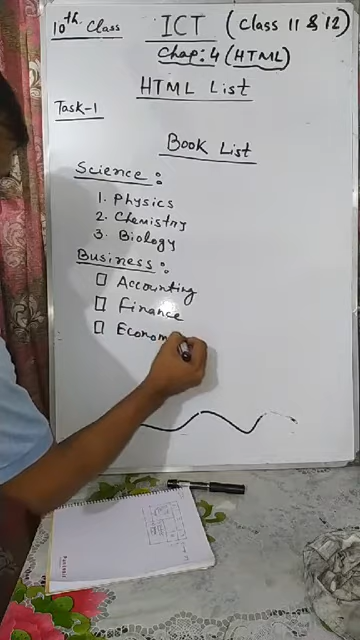 10th Class
ICT (Class 11 & 12)
Chap: 4 (HTML)
HTML List
Task-1
Book List
Science:
1. Physics
2. Chemistry
3. Biology
Business:
□ Accounting
□ Finance
□ Econom